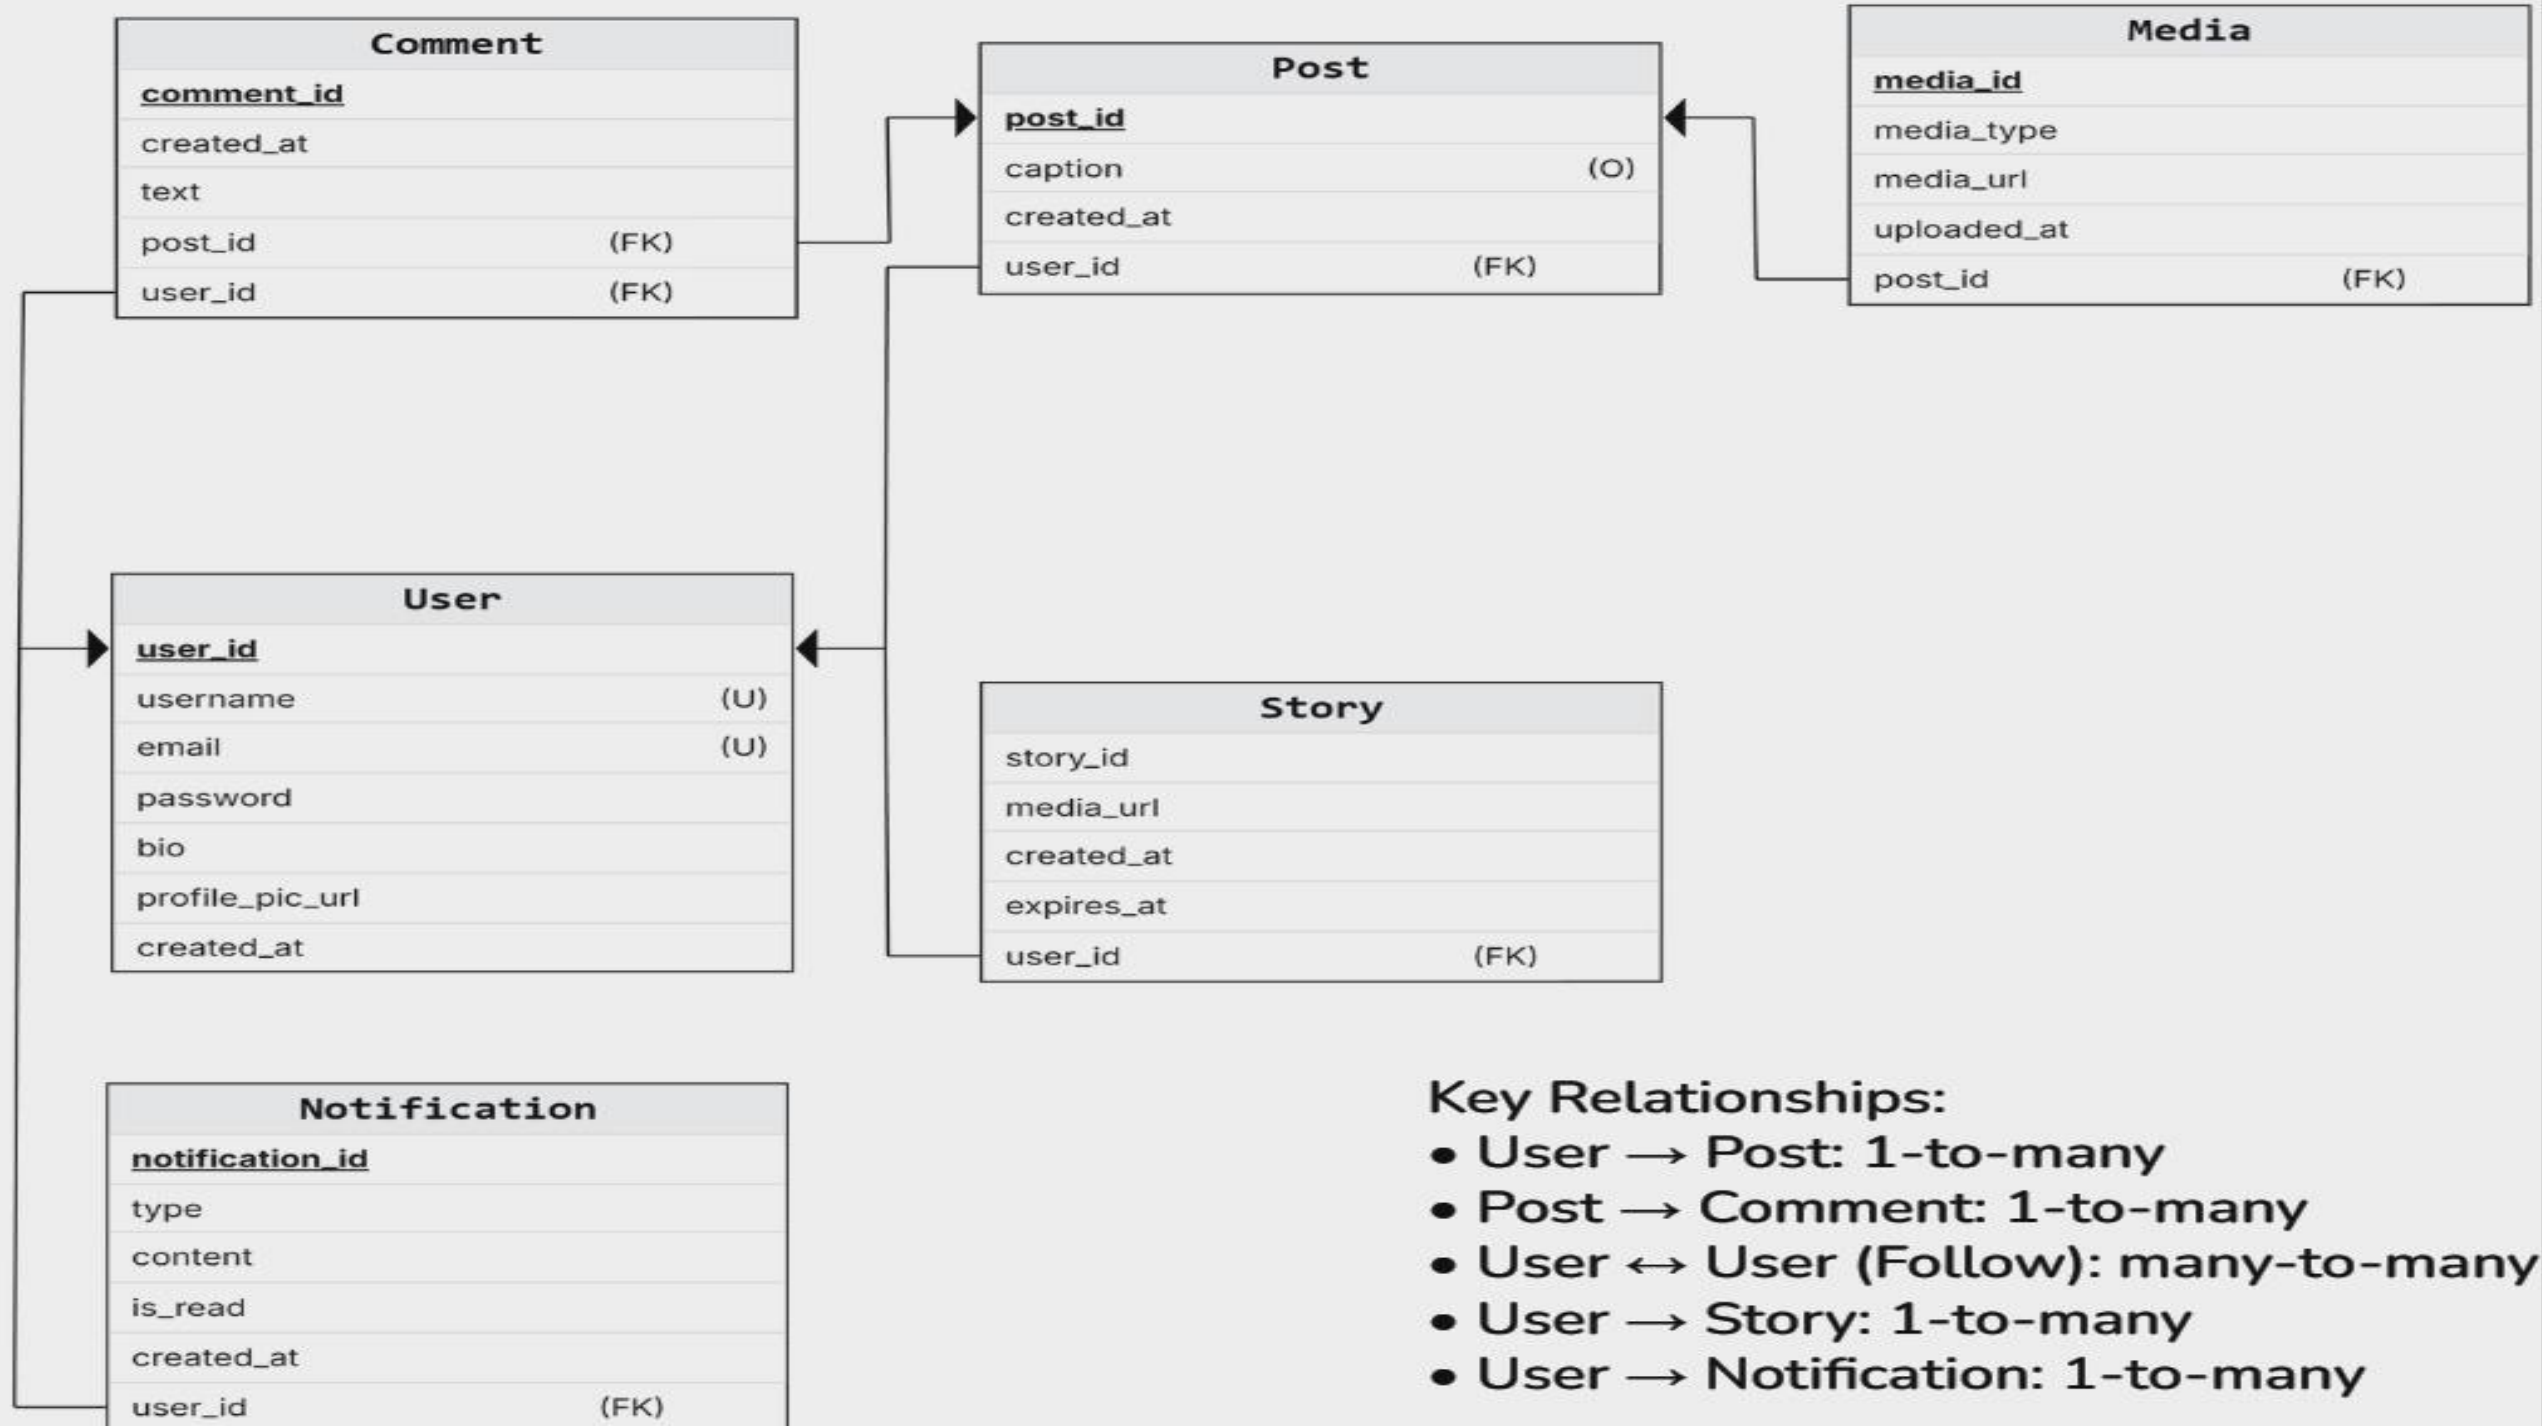 Comment
comment_id
created_at
text
post_id (FK)
user_id (FK)
Post
post_id
caption (O)
created_at
user_id (FK)
Media
media_id
media_type
media_url
uploaded_at
post_id (FK)
User
user_id
username (U)
email (U)
password
bio
profile_pic_url
created_at
Story
story_id
media_url
created_at
expires_at
user_id (FK)
Notification
notification_id
type
content
is_read
created_at
user_id (FK)
Key Relationships:
• User → Post: 1-to-many
• Post → Comment: 1-to-many
• User ↔ User (Follow): many-to-many
• User → Story: 1-to-many
• User → Notification: 1-to-many